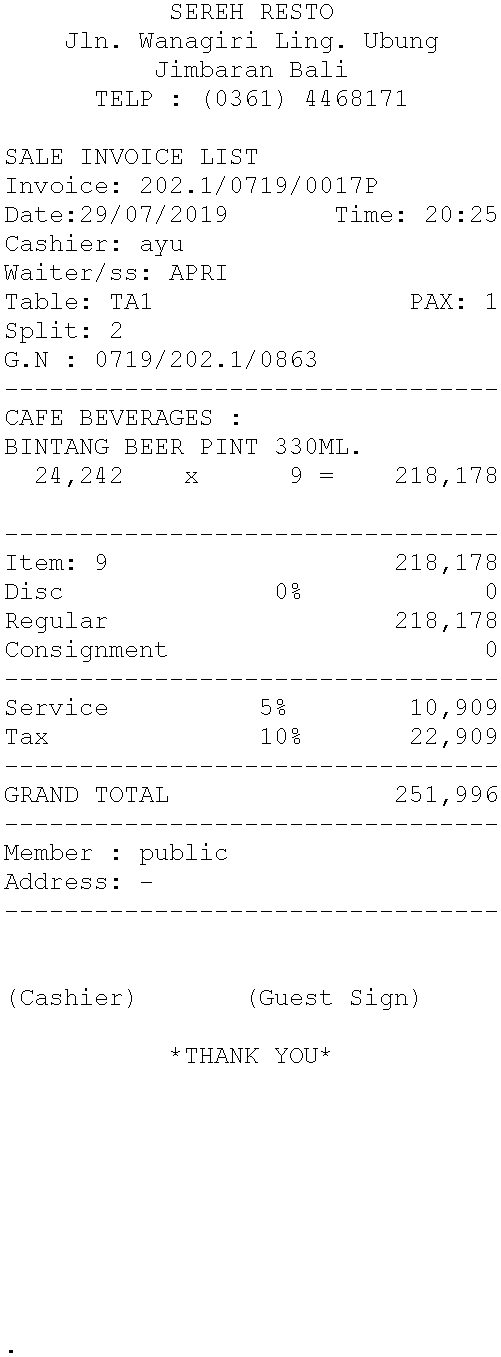 SEREH RESTO
Jln. Wanagiri Ling. Ubung
Jimbaran Bali
TELP : (0361) 4468171
SALE INVOICE LIST
Invoice: 202.1/0719/0017P
Date:29/07/2019 Time: 20:25
Cashier: ayu
Waiter/ss: APRI
Table: TA1 PAX: 1
Split: 2
G.N : 0719/202.1/0863
---------------------------------
CAFE BEVERAGES :
BINTANG BEER PINT 330ML.
24,242 x 9 = 218,178
---------------------------------
Item: 9 218,178
Disc 0% 0
Regular 218,178
Consignment 0
---------------------------------
Service 5% 10,909
Tax 10% 22,909
---------------------------------
GRAND TOTAL 251,996
---------------------------------
Member : public
Address: -
---------------------------------
(Cashier) (Guest Sign)
*THANK YOU*
.